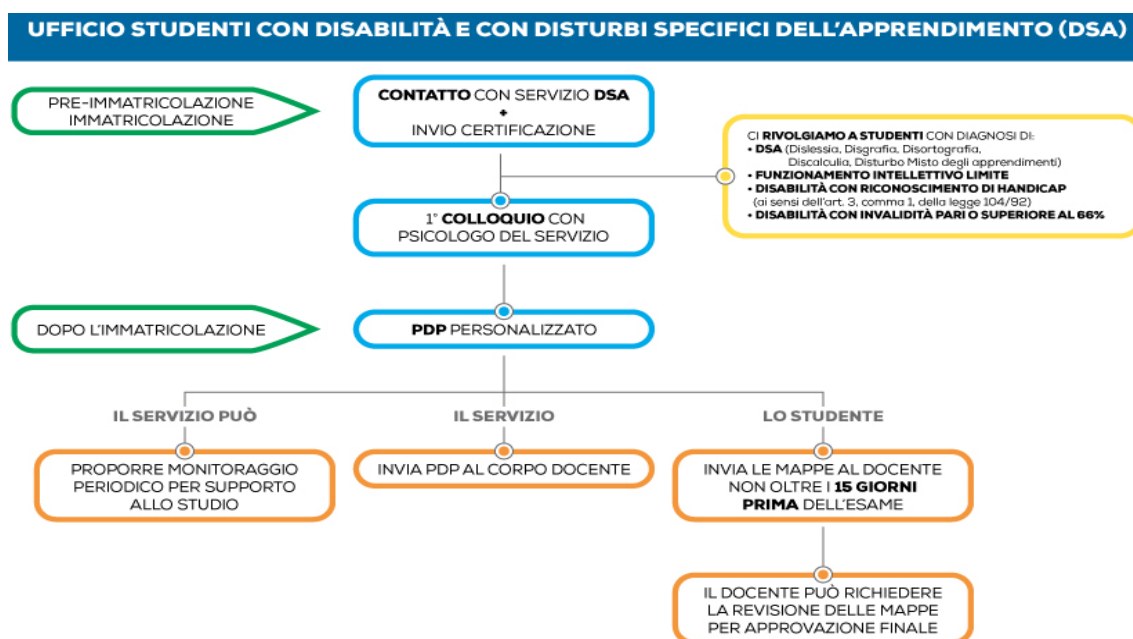 UFFICIO STUDENTI CON DISABILITÀ E CON DISTURBI SPECIFICI DELL'APPRENDIMENTO (DSA)
PRE-IMMATRICOLAZIONE
IMMATRICOLAZIONE
CONTATTO CON SERVIZIO DSA
+
INVIO CERTIFICAZIONE
CI RIVOLGIAMO A STUDENTI CON DIAGNOSI DI:
• DSA (Dislessia, Disgrafia, Disortografia,
Discalculia, Disturbo Misto degli apprendimenti)
• FUNZIONAMENTO INTELLETTIVO LIMITE
• DISABILITÀ CON RICONOSCIMENTO DI HANDICAP
(ai sensi dell'art. 3, comma 1, della legge 104/92)
• DISABILITÀ CON INVALIDITÀ PARI O SUPERIORE AL 66%
1° COLLOQUIO CON
PSICOLOGO DEL SERVIZIO
DOPO L'IMMATRICOLAZIONE
PDP PERSONALIZZATO
IL SERVIZIO PUÒ
PROPORRE MONITORAGGIO
PERIODICO PER SUPPORTO
ALLO STUDIO
IL SERVIZIO
INVIA PDP AL CORPO DOCENTE
LO STUDENTE
INVIA LE MAPPE AL DOCENTE
NON OLTRE I 15 GIORNI
PRIMA DELL'ESAME
IL DOCENTE PUÒ RICHIEDERE
LA REVISIONE DELLE MAPPE
PER APPROVAZIONE FINALE